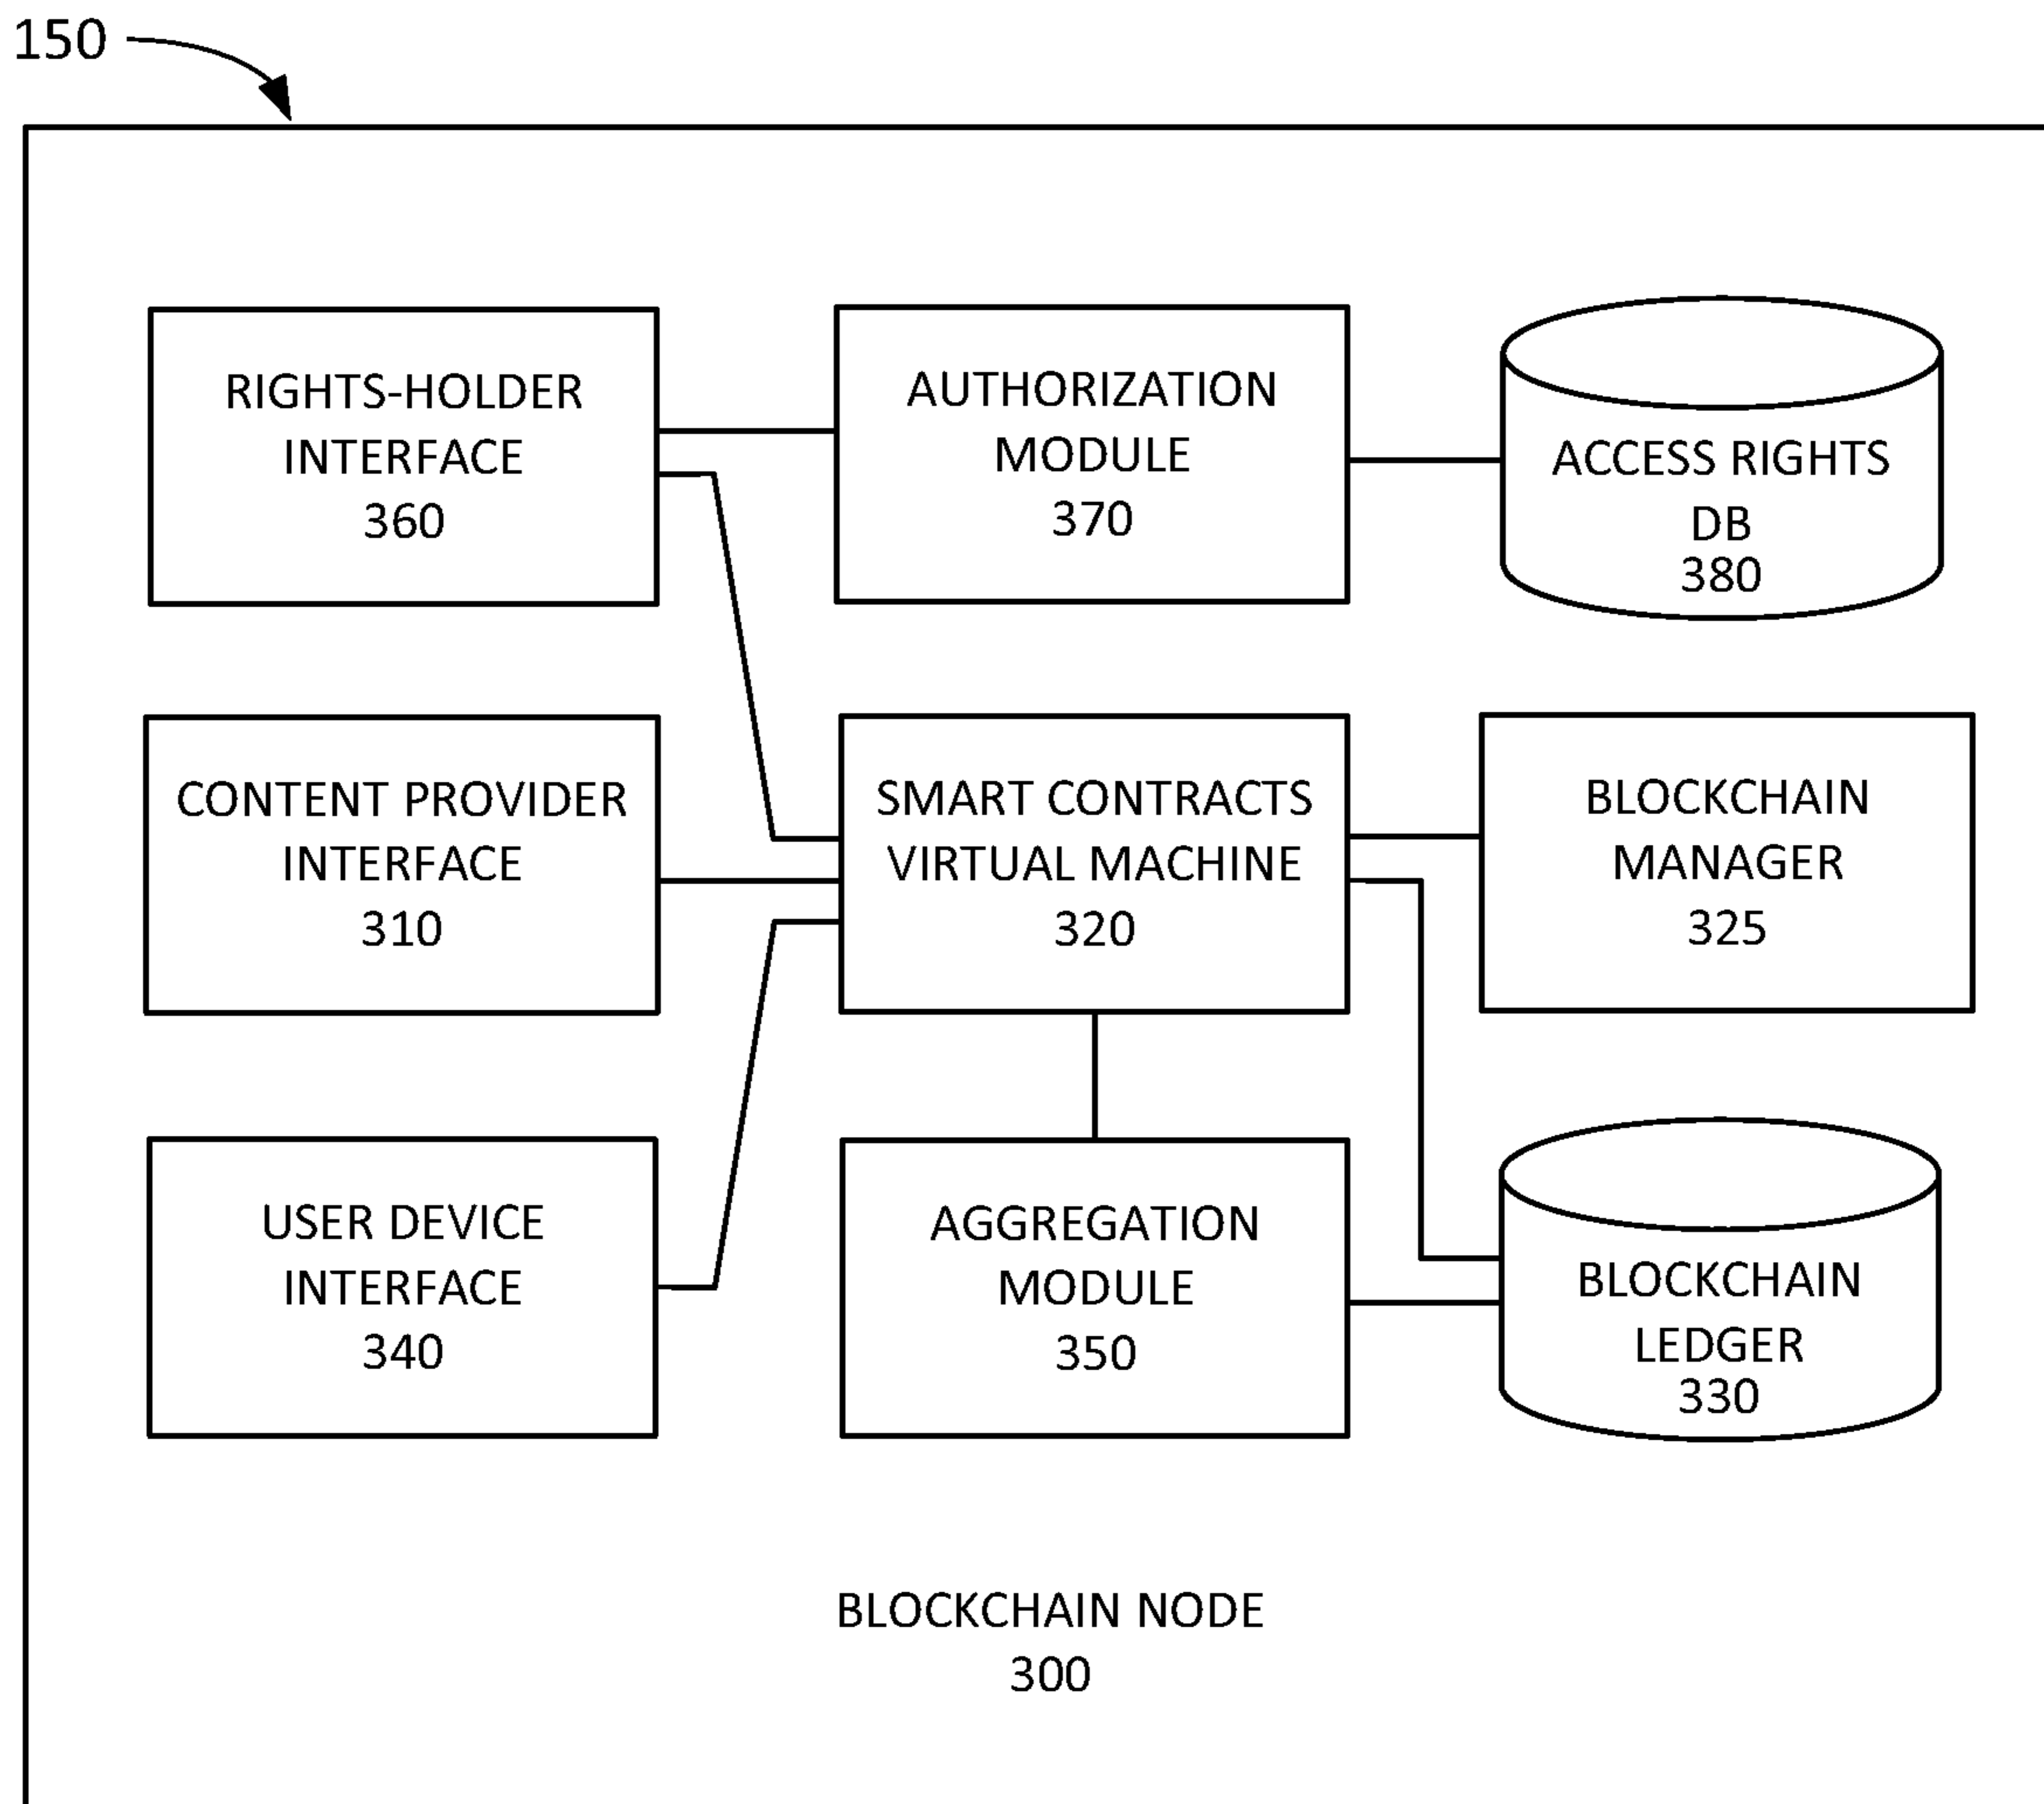 150
RIGHTS-HOLDER
INTERFACE
360
AUTHORIZATION
MODULE
370
ACCESS RIGHTS
DB
380
CONTENT PROVIDER
INTERFACE
310
SMART CONTRACTS
VIRTUAL MACHINE
320
BLOCKCHAIN
MANAGER
325
USER DEVICE
INTERFACE
340
AGGREGATION
MODULE
350
BLOCKCHAIN
LEDGER
330
BLOCKCHAIN NODE
300